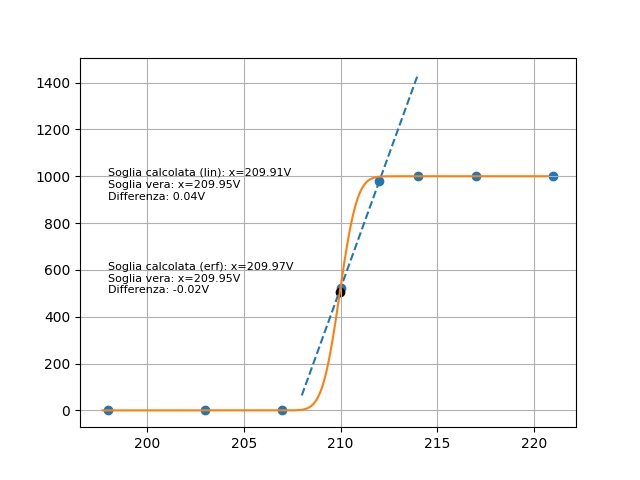 1400
1200
1000
800
600
400
200
0
Soglia calcolata (lin): x=209.91V
Soglia vera: x=209.95V
Differenza: 0.04V
Soglia calcolata (erf): x=209.97V
Soglia vera: x=209.95V
Differenza: -0.02V
200
205
210
215
220